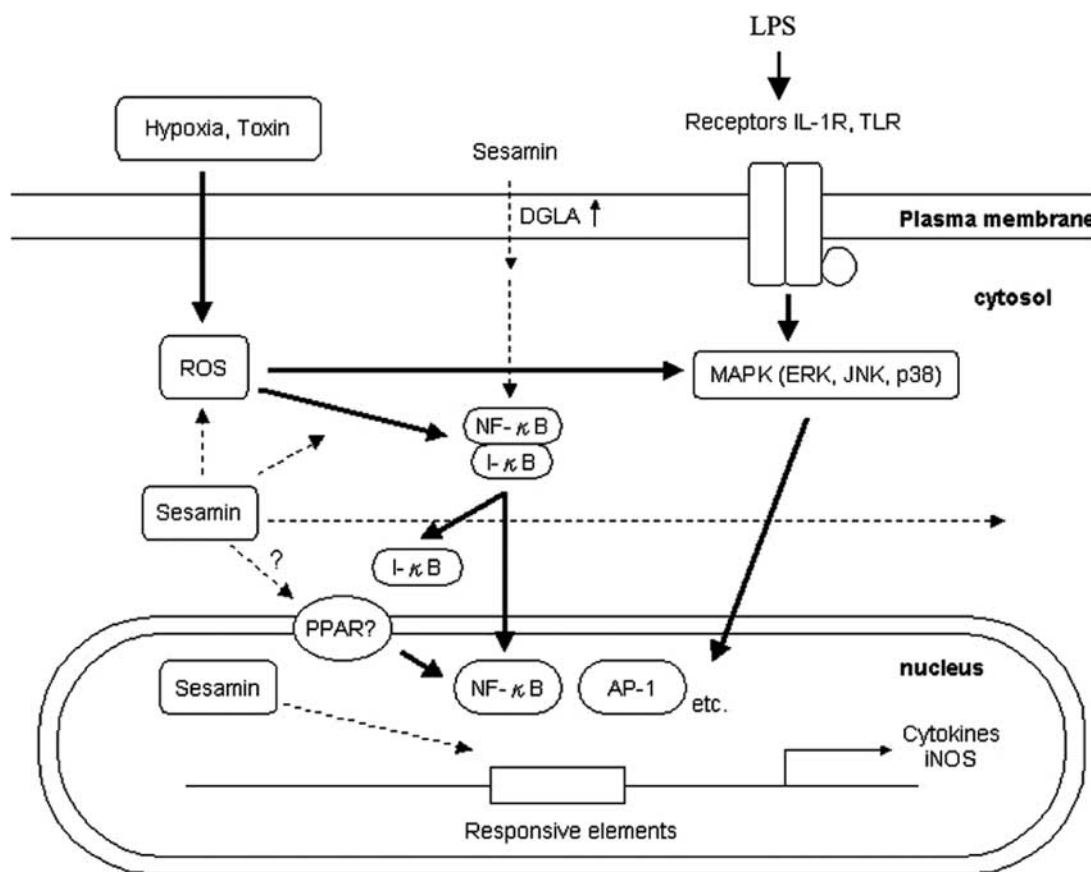 LPS
Hypoxia, Toxin
Receptors IL-1R, TLR
Sesamin
DGLA ↑
Plasma membrane
cytosol
ROS
MAPK (ERK, JNK, p38)
NF-κB
I-κB
Sesamin
?
I-κB
PPAR?
nucleus
Sesamin
NF-κB
AP-1
etc.
Cytokines
iNOS
Responsive elements